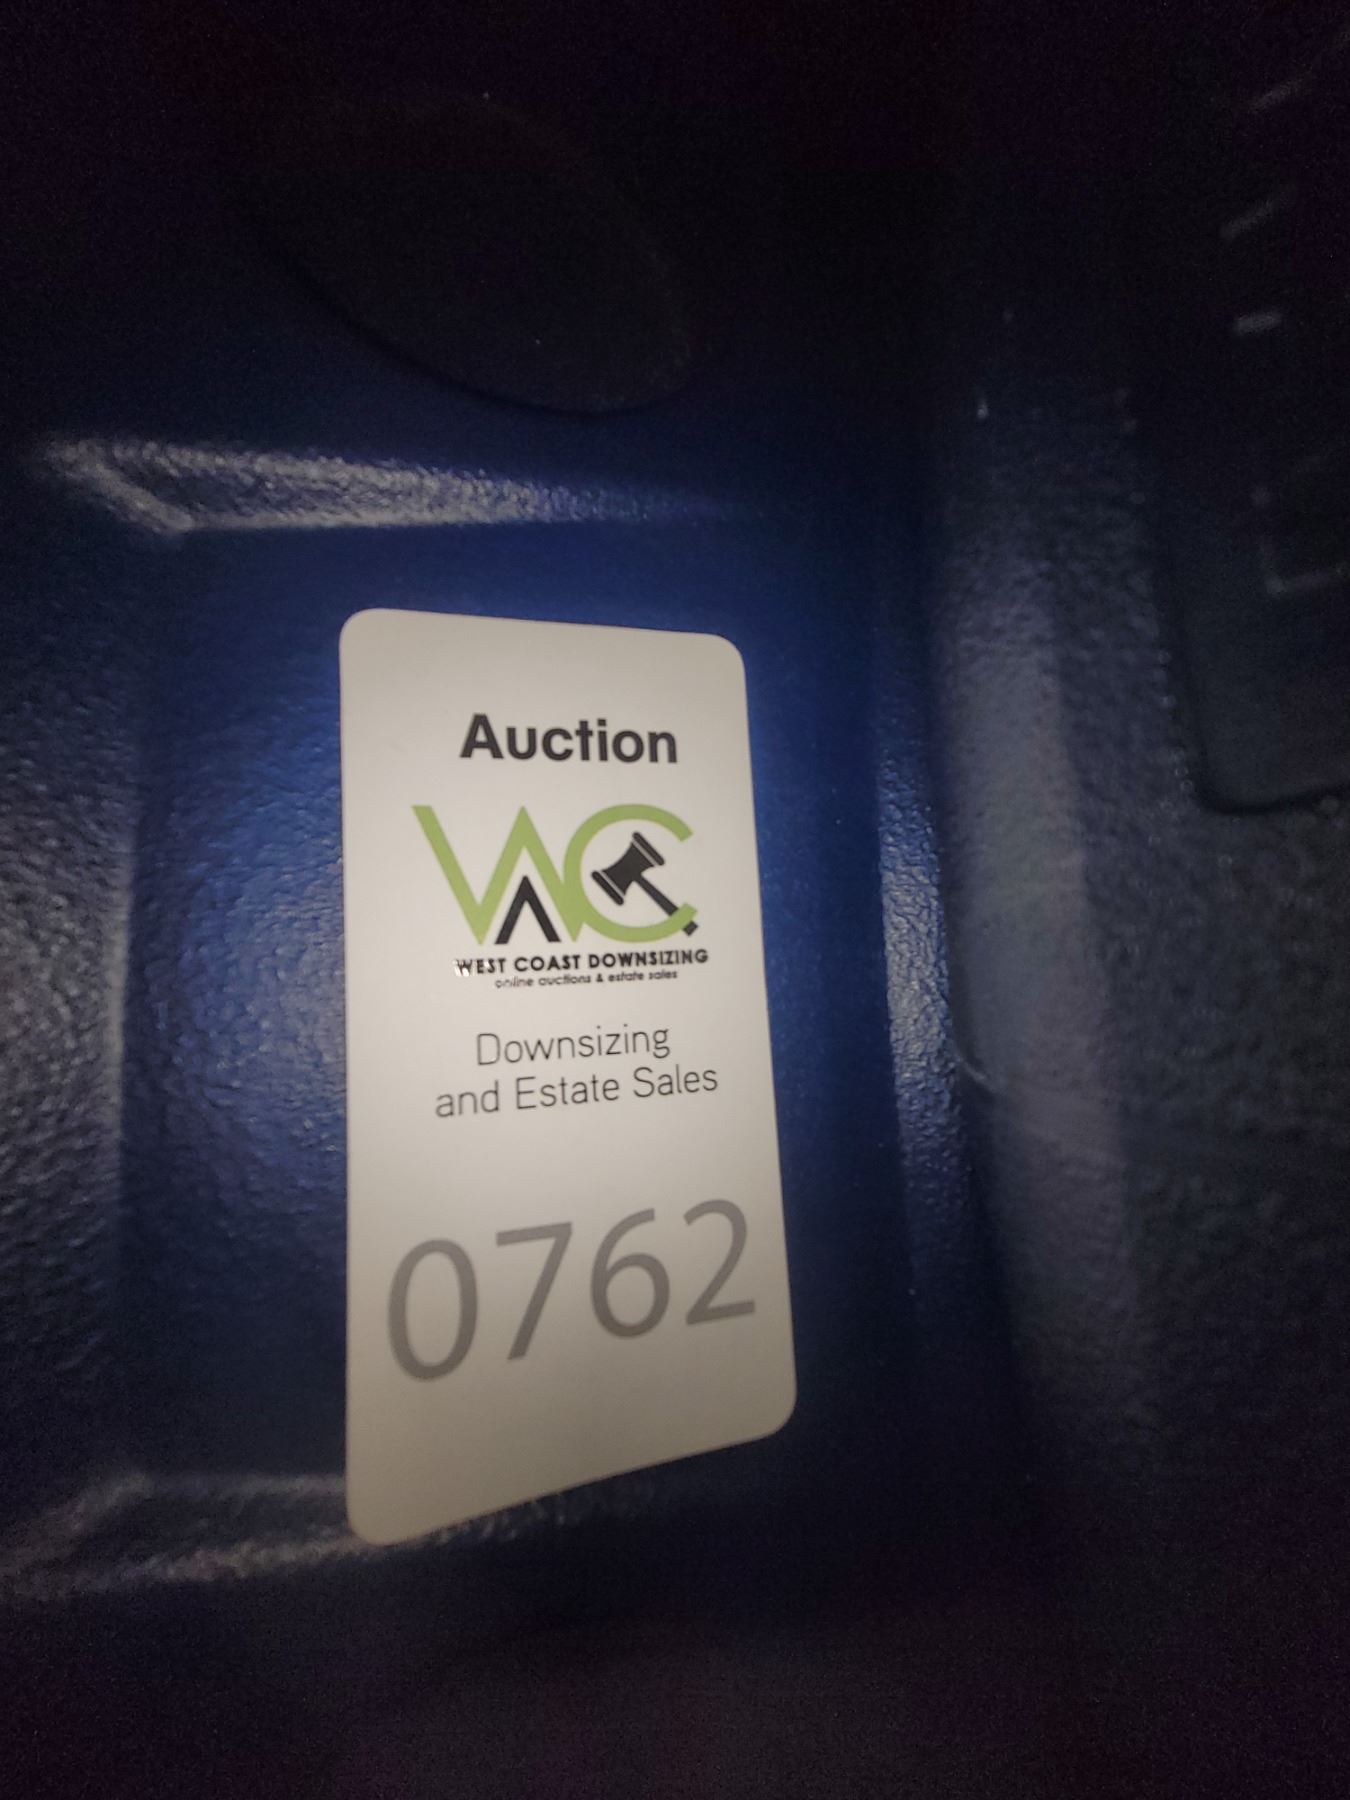 Auction
WC
WEST COAST DOWNSIZING
online auctions & estate sales
Downsizing
and Estate Sales
0762